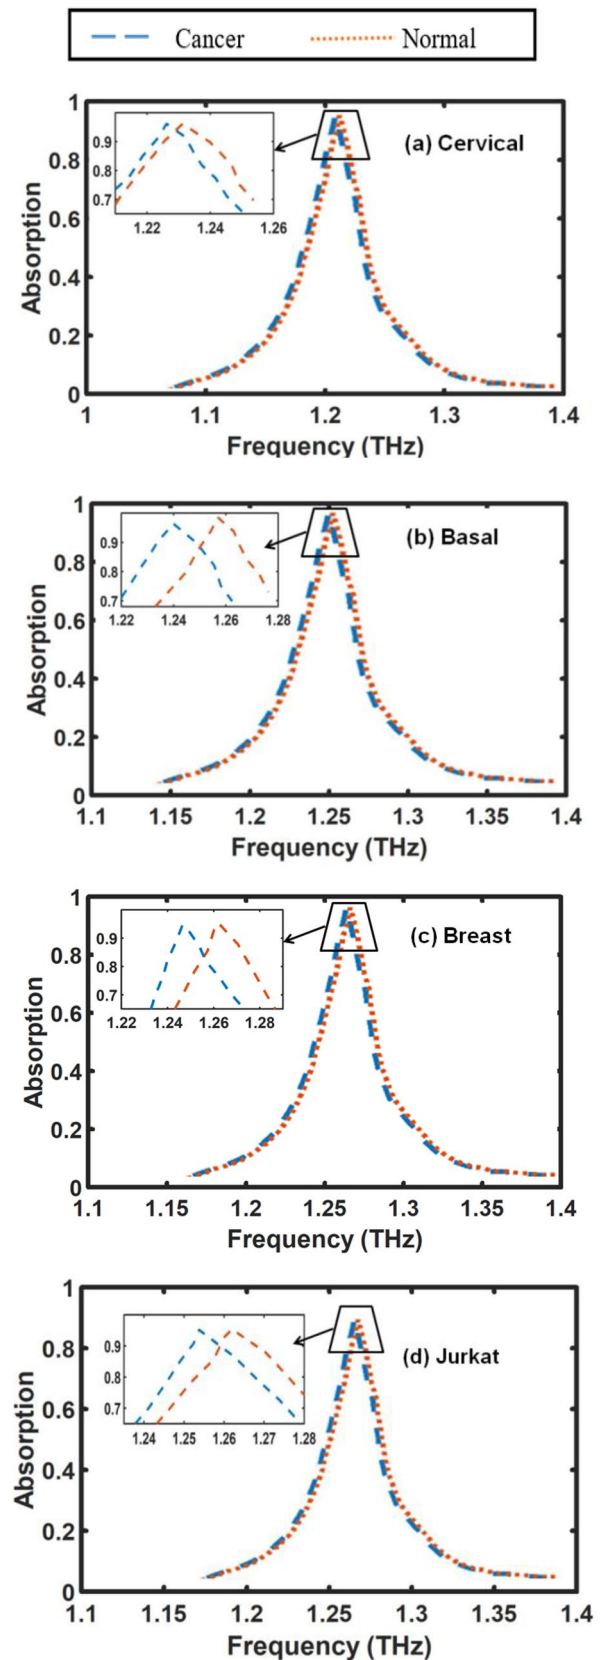 Cancer Normal
1
0.8
0.6
0.4
0.2
0
Absorption
0.9
0.8
0.7
1.22 1.24 1.26
(a) Cervical
1 1.1 1.2 1.3 1.4
Frequency (THz)
1
0.8
0.6
0.4
0.2
0
Absorption
0.9
0.8
0.7
1.22 1.24 1.26 1.28
(b) Basal
1.1 1.15 1.2 1.25 1.3 1.35 1.4
Frequency (THz)
1
0.8
0.6
0.4
0.2
0
Absorption
0.9
0.8
0.7
1.22 1.24 1.26 1.28
(c) Breast
1.1 1.15 1.2 1.25 1.3 1.35 1.4
Frequency (THz)
1
0.8
0.6
0.4
0.2
0
Absorption
0.9
0.8
0.7
1.24 1.25 1.26 1.27 1.28
(d) Jurkat
1.1 1.15 1.2 1.25 1.3 1.35 1.4
Frequency (THz)